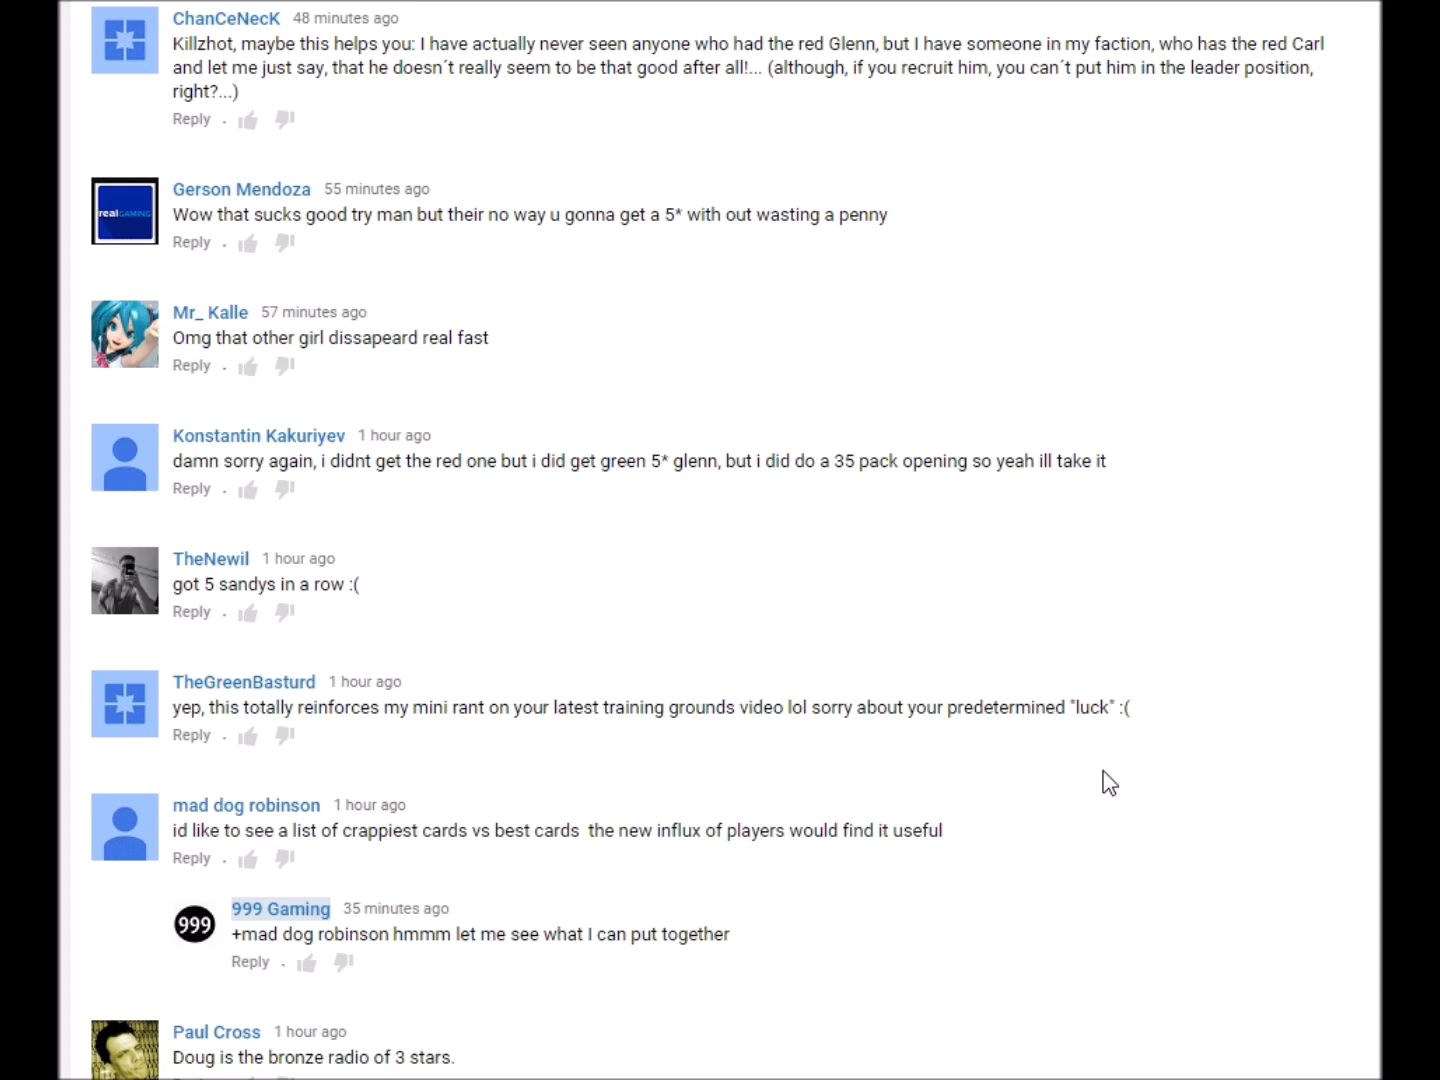 ChanCeNecK 48 minutes ago
Killzhot, maybe this helps you: I have actually never seen anyone who had the red Glenn, but I have someone in my faction, who has the red Carl
and let me just say, that he doesn´t really seem to be that good after all!... (although, if you recruit him, you can´t put him in the leader position,
right?...)
Reply .
realGAMING
Gerson Mendoza 55 minutes ago
Wow that sucks good try man but their no way u gonna get a 5* with out wasting a penny
Reply .
Mr_ Kalle 57 minutes ago
Omg that other girl dissapeard real fast
Reply .
Konstantin Kakuriyev 1 hour ago
damn sorry again, i didnt get the red one but i did get green 5* glenn, but i did do a 35 pack opening so yeah ill take it
Reply .
TheNewil 1 hour ago
got 5 sandys in a row :(
Reply .
TheGreenBasturd 1 hour ago
yep, this totally reinforces my mini rant on your latest training grounds video lol sorry about your predetermined "luck" :(
Reply .
mad dog robinson 1 hour ago
id like to see a list of crappiest cards vs best cards  the new influx of players would find it useful
Reply .
999
999 Gaming 35 minutes ago
+mad dog robinson hmmm let me see what I can put together
Reply .
Paul Cross 1 hour ago
Doug is the bronze radio of 3 stars.